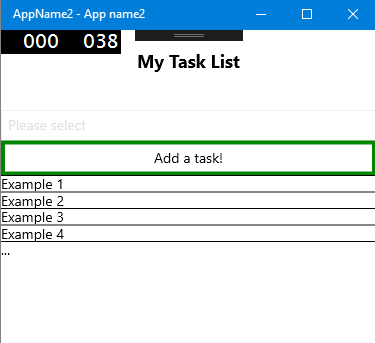 AppName2 - App name2
000 038
My Task List
Please select
Add a task!
Example 1
Example 2
Example 3
Example 4
...